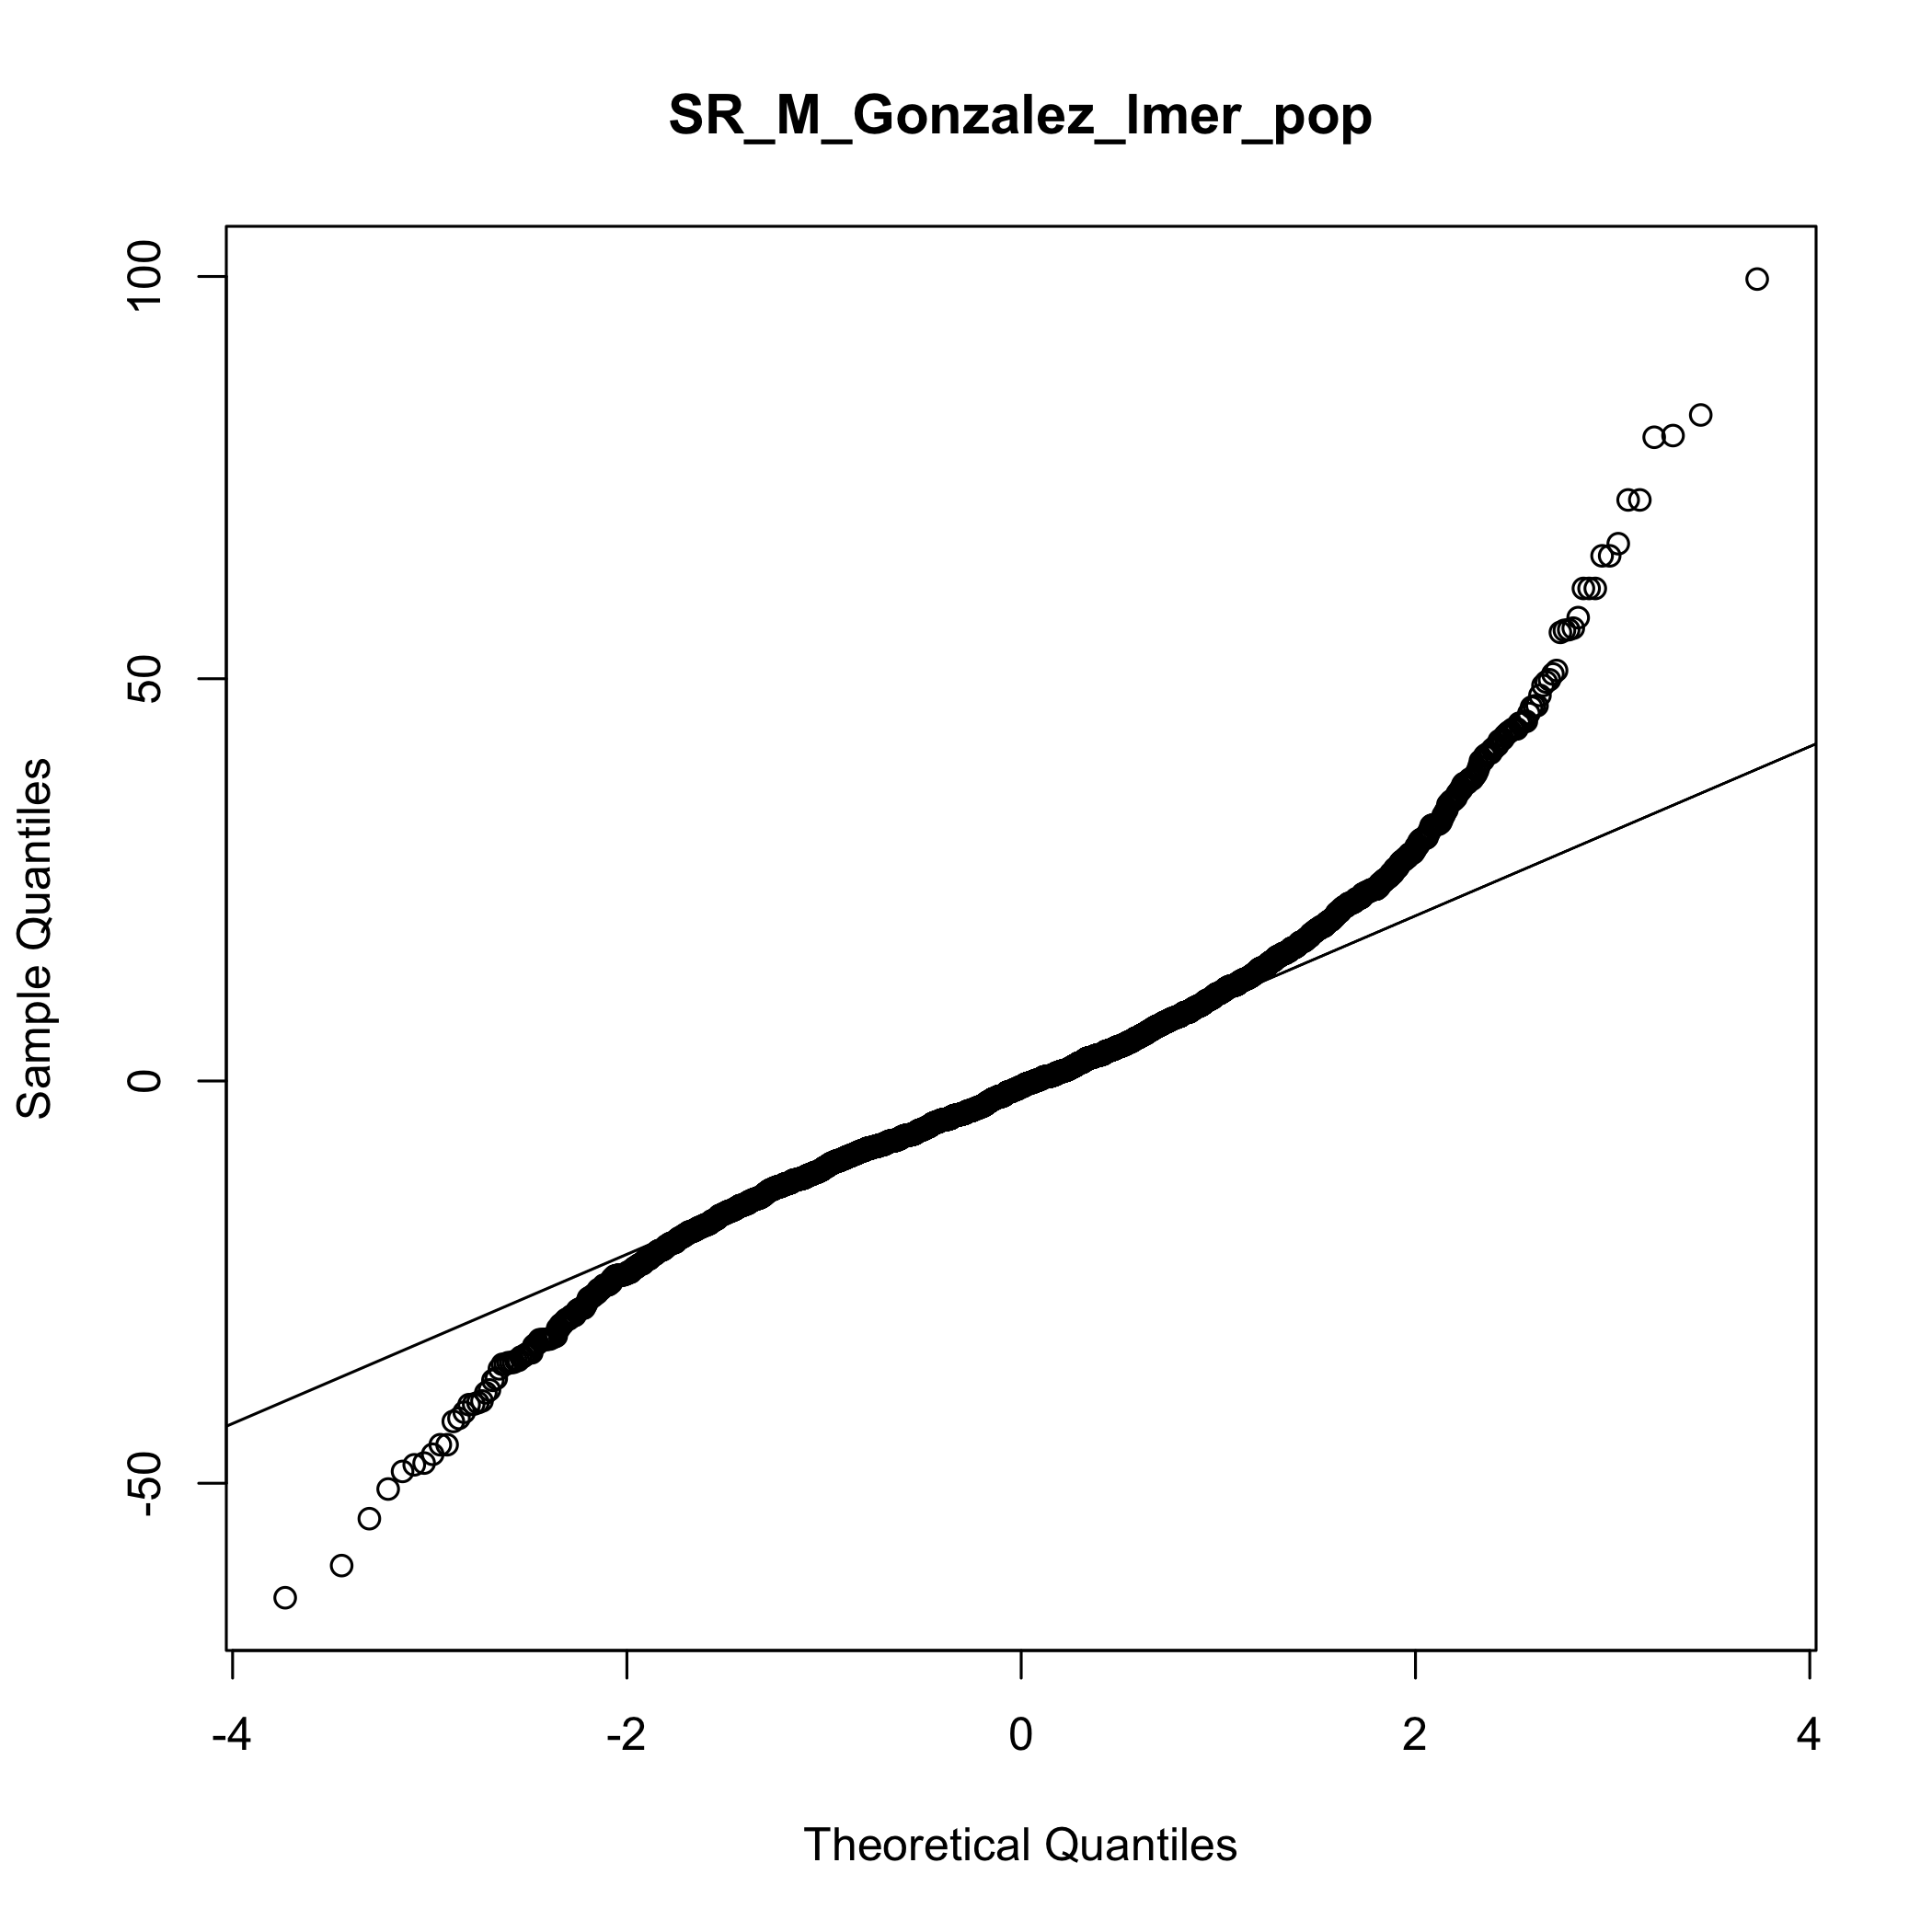 SR_M_Gonzalez_lmer_pop
100
50
0
-50
Sample Quantiles
-4 -2 0 2 4
Theoretical Quantiles